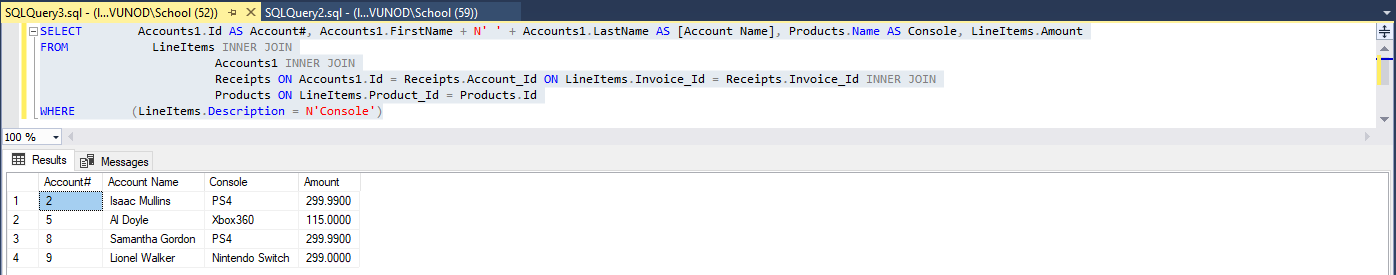 SQLQuery3.sql - (l...VUNOD\School (52)) SQLQuery2.sql - (l...VUNOD\School (59))
SELECT Accounts1.Id AS Account#, Accounts1.FirstName + N' ' + Accounts1.LastName AS [Account Name], Products.Name AS Console, LineItems.Amount
FROM LineItems INNER JOIN
Accounts1 INNER JOIN
Receipts ON Accounts1.Id = Receipts.Account_Id ON LineItems.Invoice_Id = Receipts.Invoice_Id INNER JOIN
Products ON LineItems.Product_Id = Products.Id
WHERE (LineItems.Description = N'Console')
100 %
Results Messages
Account# Account Name Console Amount
1 2 Isaac Mullins PS4 299.9900
2 5 Al Doyle Xbox360 115.0000
3 8 Samantha Gordon PS4 299.9900
4 9 Lionel Walker Nintendo Switch 299.0000